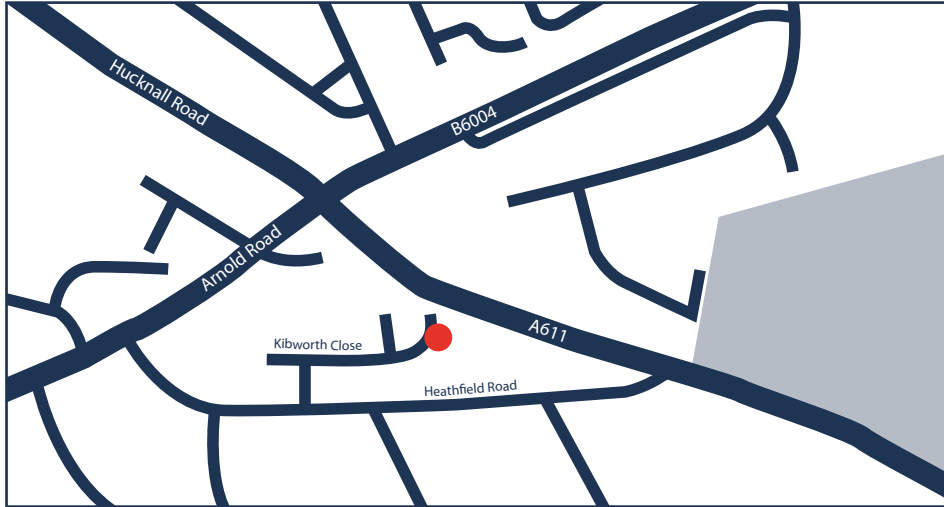 Hucknall Road
B6004
Arnold Road
A611
Kibworth Close
Heathfield Road